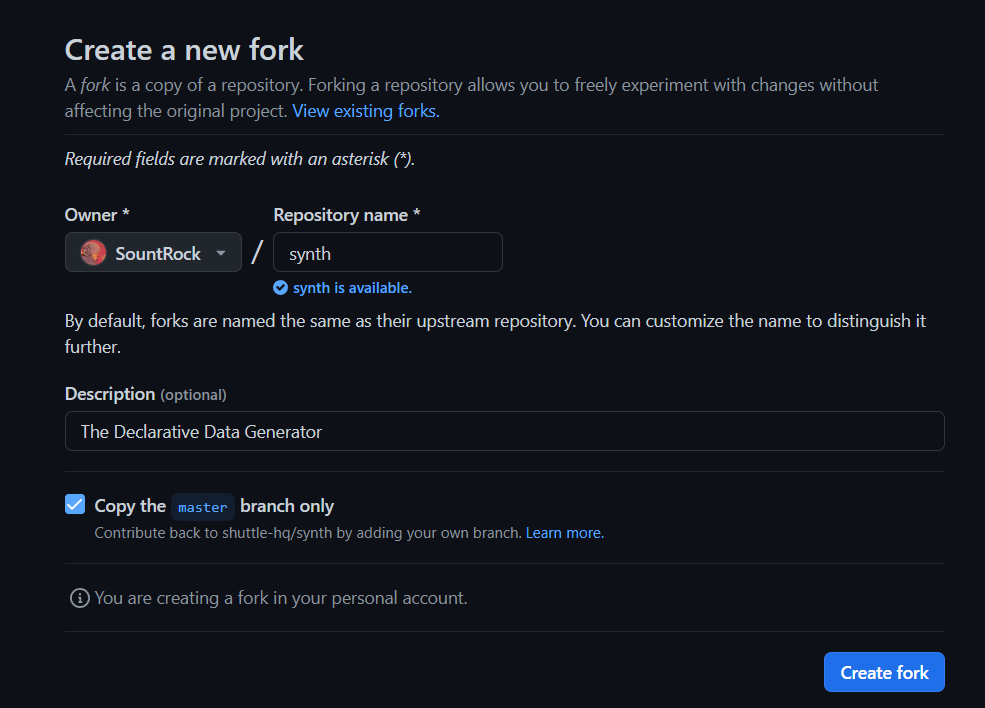 Create a new fork
A fork is a copy of a repository. Forking a repository allows you to freely experiment with changes without
affecting the original project. View existing forks.
Required fields are marked with an asterisk (*).
Owner * Repository name *
SountRock / synth
synth is available.
By default, forks are named the same as their upstream repository. You can customize the name to distinguish it
further.
Description (optional)
The Declarative Data Generator
Copy the master branch only
Contribute back to shuttle-hq/synth by adding your own branch. Learn more.
You are creating a fork in your personal account.
Create fork